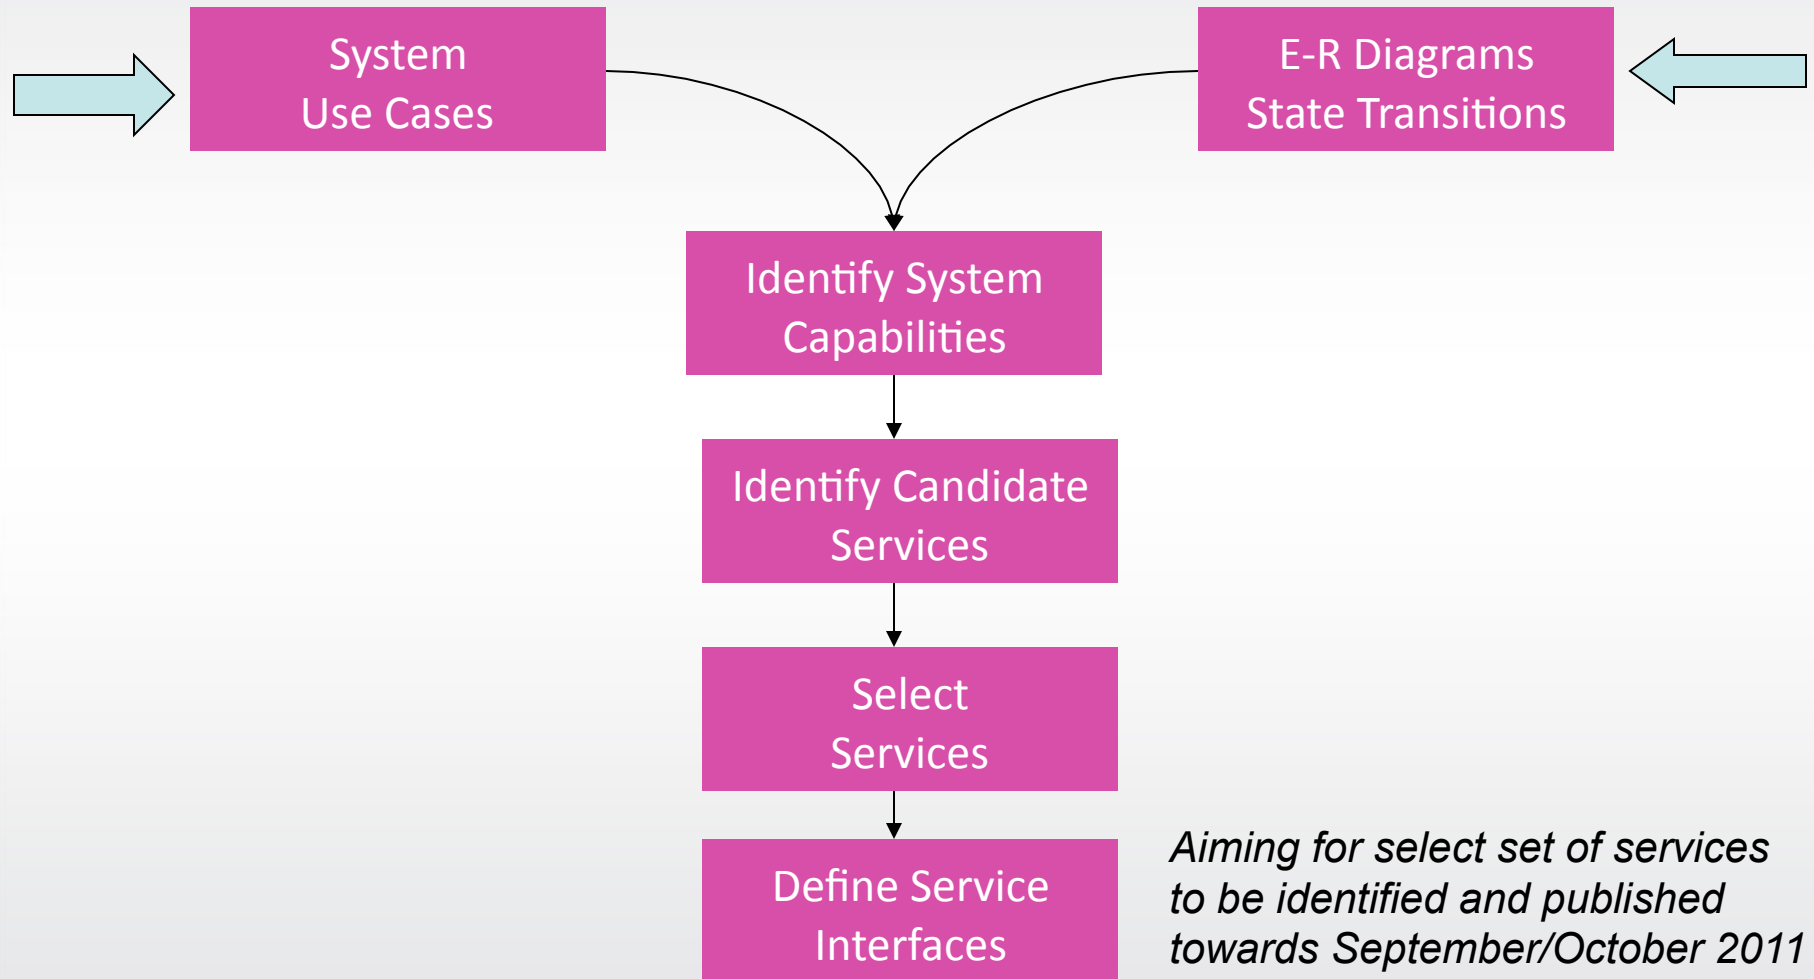 System
Use Cases
E-R Diagrams
State Transitions
Identify System
Capabilities
Identify Candidate
Services
Select
Services
Define Service
Interfaces
Aiming for select set of services
to be identified and published
towards September/October 2011